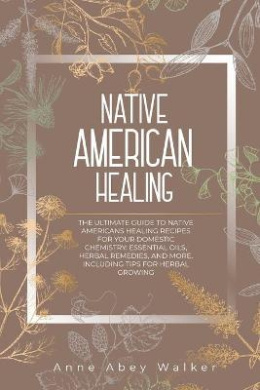 NATIVE
AMERICAN
HEALING
THE ULTIMATE GUIDE TO NATIVE
AMERICANS HEALING RECIPES
FOR YOUR DOMESTIC
CHEMISTRY. ESSENTIAL OILS,
HERBAL REMEDIES, AND MORE,
INCLUDING TIPS FOR HERBAL
GROWING
Anne Abey Walker